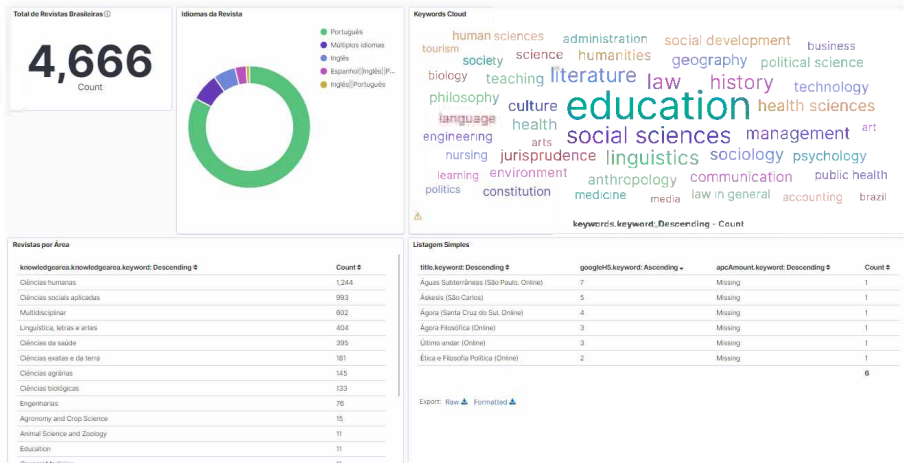 Total de Revistas Brasileiras
4,666
Count
Idiomas da Revista
Português
Múltiplos idiomas
Inglês
Espanhol||Inglês||P...
Inglês||Português
Keywords Cloud
human sciences administration social development business
tourism society science humanities geography political science
biology teaching literature law history technology
philosophy culture education health sciences
language health social sciences management art
engineering arts
nursing jurisprudence linguistics sociology psychology
learning environment anthropology communication public health
politics constitution medicine media law in general accounting brazil
keywords.keyword: Descending - Count
Revistas por Área
knowledgearea.knowledgearea.keyword: Descending Count
Ciências humanas 1,244
Ciências sociais aplicadas 993
Multidisciplinar 602
Linguística, letras e artes 404
Ciências da saúde 395
Ciências exatas e da terra 181
Ciências agrárias 145
Ciências biológicas 133
Engenharias 76
Agronomy and Crop Science 15
Animal Science and Zoology 11
Education 11
Listagem Simples
title.keyword: Descending googleH5.keyword: Ascending apcAmount.keyword: Descending Count
Águas Subterrâneas (São Paulo. Online) 7 Missing 1
Áskesis (São Carlos) 5 Missing 1
Ágora (Santa Cruz do Sul. Online) 4 Missing 1
Ágora Filosófica (Online) 3 Missing 1
Último andar (Online) 3 Missing 1
Ética e Filosofia Política (Online) 2 Missing 1
6
Export: Raw Formatted